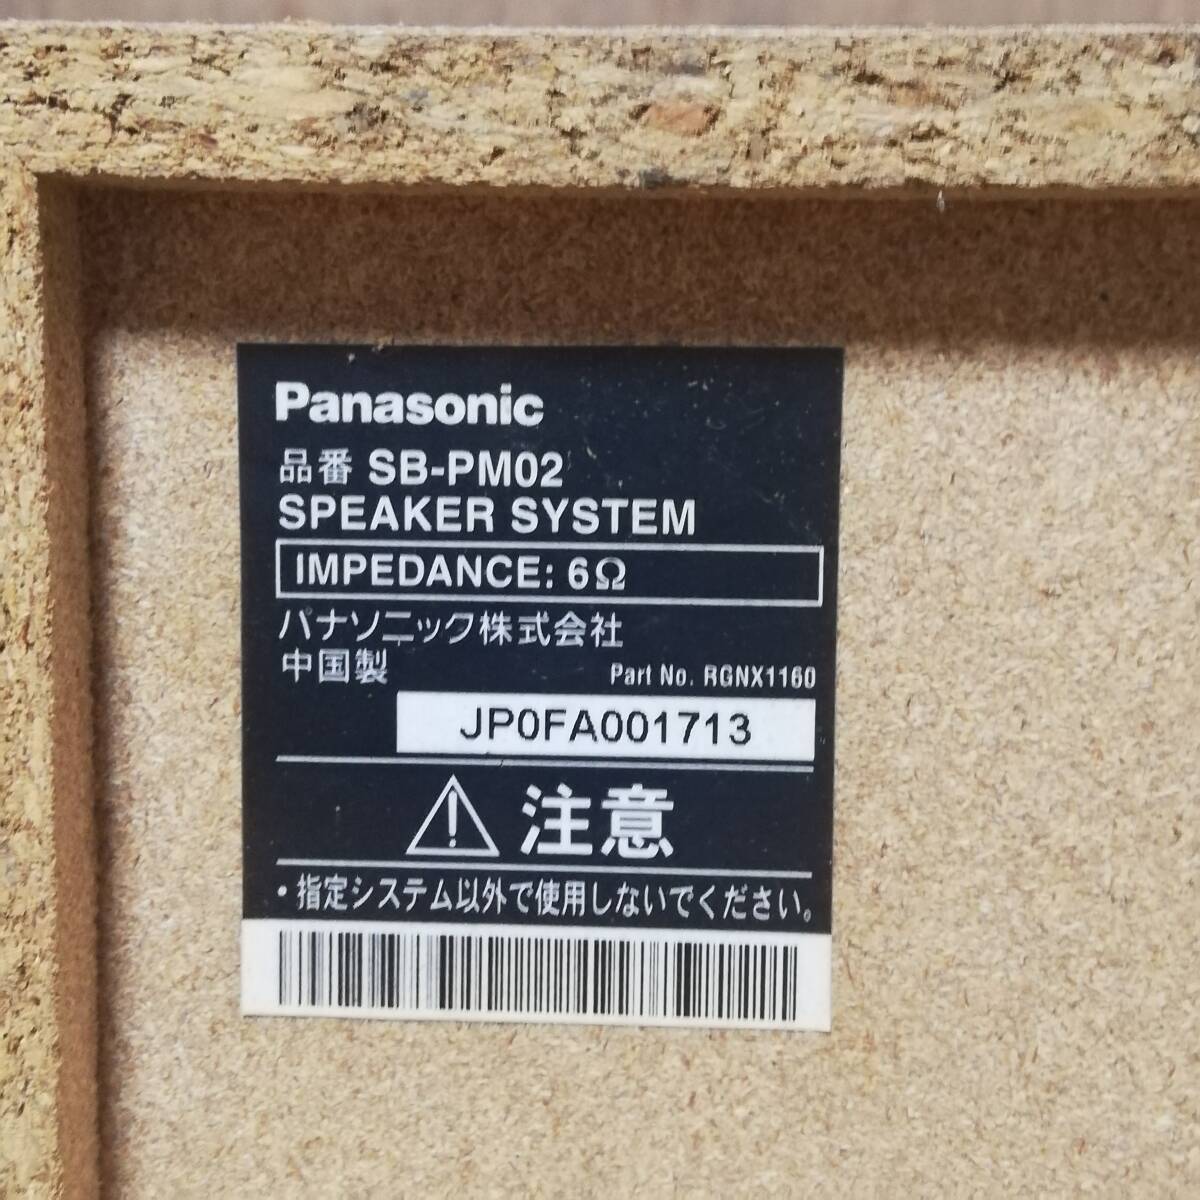 Panasonic
品番 SB-PM02
SPEAKER SYSTEM
IMPEDANCE: 6Ω
パナソニック株式会社
中国製 Part No. RGNX1160
JP0FA001713
⚠ 注意
・指定システム以外で使用しないでください。